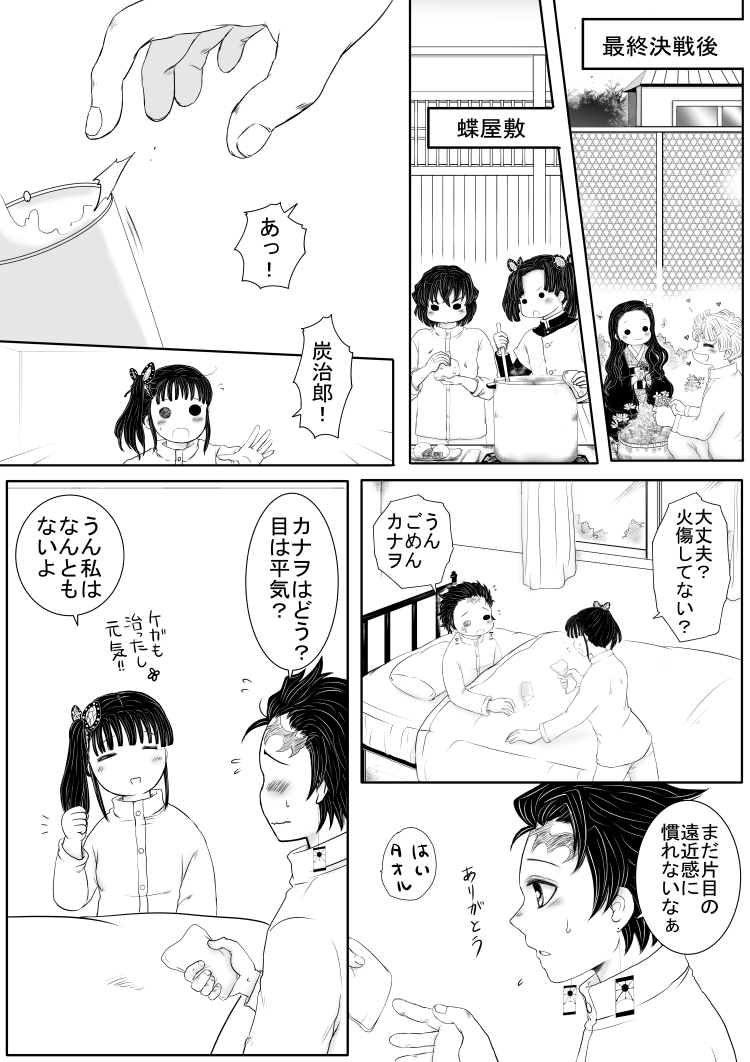 最終決戦後
蝶屋敷
あっ!
炭治郎!
大丈夫?
火傷してない?
うん
ごめん
カナヲ
まだ片目の
遠近感に
慣れないなぁ
はい
タオル
ありがとう
カナヲはどう?
目は平気?
うん私は
なんとも
ないよ
ケガも
治ったし
元気!!